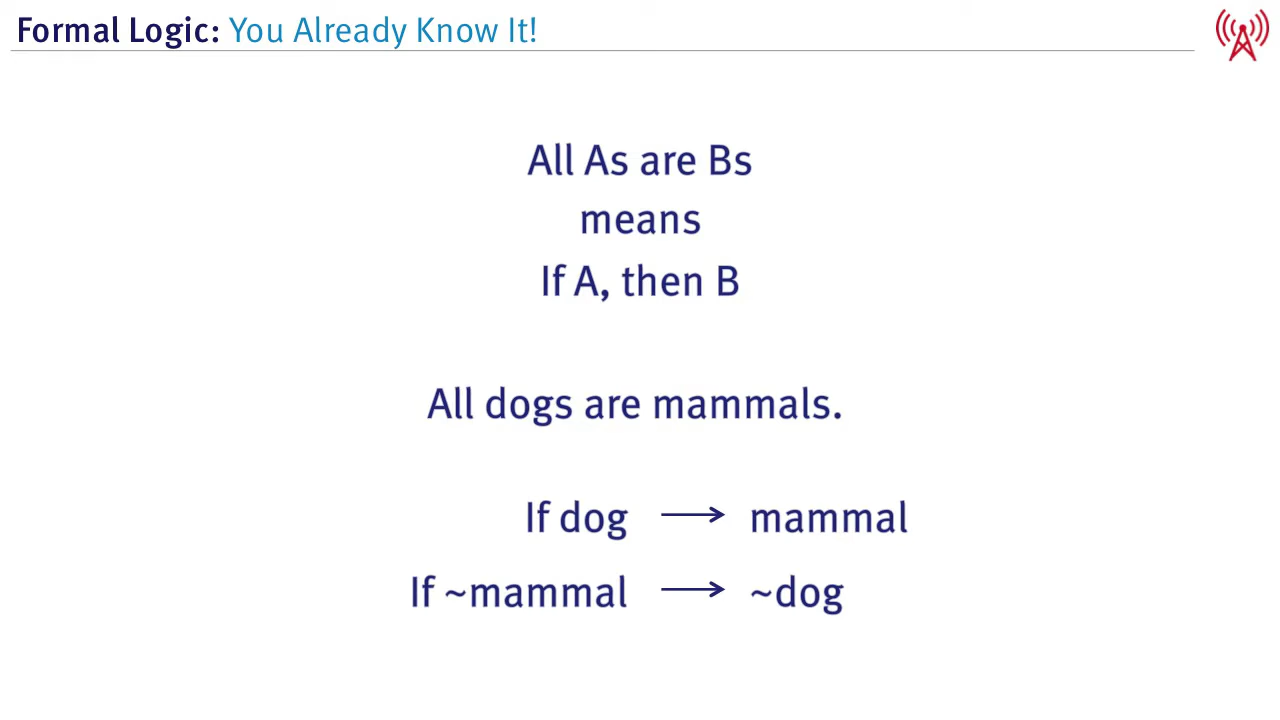 Formal Logic: You Already Know It!
All As are Bs
means
If A, then B
All dogs are mammals.
If dog ⟶ mammal
If ~mammal ⟶ ~dog